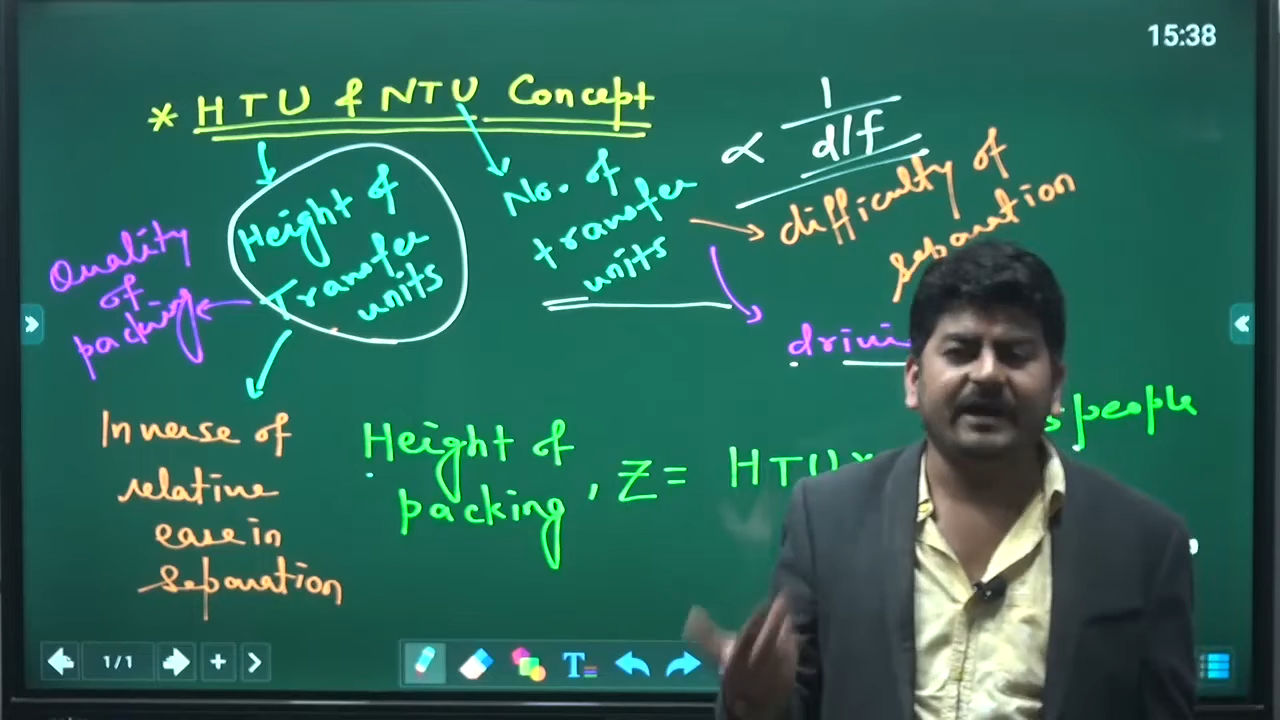 15:38
* HTU & NTU Concept
∝ 1/d/f
Height of
Transfer
units
No. of
transfer
units
difficulty of
separation
Quality
of
packing
Inverse of
relative
ease in
separation
Height of
packing, Z = HTU
people
1/1